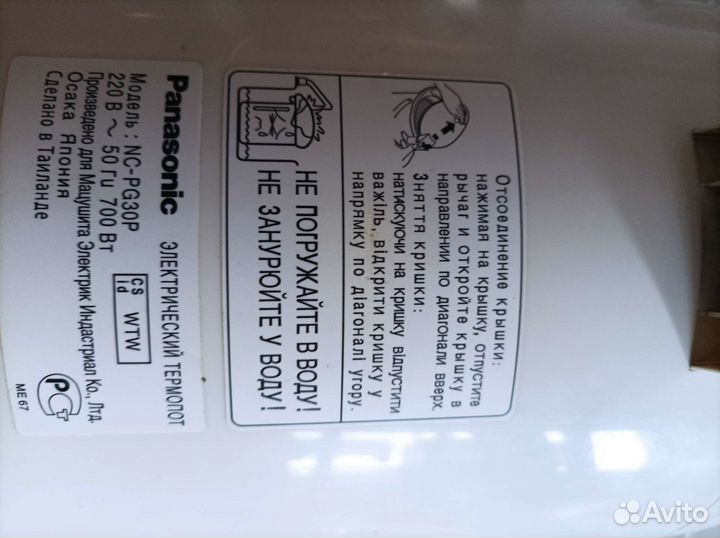 Panasonic ЭЛЕКТРИЧЕСКИЙ ТЕРМОПОТ
Модель : NC-PG30P
220 В ~ 50 Гц 700 Вт
Произведено для Мацушита Электрик Индастриал Ко., Лтд.
Осака Япония
Сделано в Таиланде
CS
id
WTW
РСТ
ME 67
НЕ ПОГРУЖАЙТЕ В ВОДУ!
НЕ ЗАНУРЮЙТЕ У ВОДУ!
Отсоединение крышки:
нажимая на крышку, отпустите
рычаг и откройте крышку в
направлении по диагонали вверх.
Зняття кришки:
натискуючи на кришку відпустити
важіль, відкрити кришку у
напрямку по діагоналі угору.
Avito